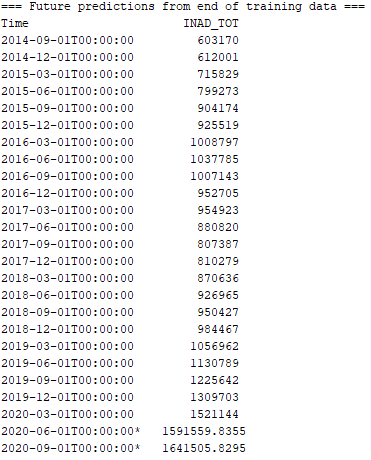 === Future predictions from end of training data ===
Time INAD_TOT
2014-09-01T00:00:00 603170
2014-12-01T00:00:00 612001
2015-03-01T00:00:00 715829
2015-06-01T00:00:00 799273
2015-09-01T00:00:00 904174
2015-12-01T00:00:00 925519
2016-03-01T00:00:00 1008797
2016-06-01T00:00:00 1037785
2016-09-01T00:00:00 1007143
2016-12-01T00:00:00 952705
2017-03-01T00:00:00 954923
2017-06-01T00:00:00 880820
2017-09-01T00:00:00 807387
2017-12-01T00:00:00 810279
2018-03-01T00:00:00 870636
2018-06-01T00:00:00 926965
2018-09-01T00:00:00 950427
2018-12-01T00:00:00 984467
2019-03-01T00:00:00 1056962
2019-06-01T00:00:00 1130789
2019-09-01T00:00:00 1225642
2019-12-01T00:00:00 1309703
2020-03-01T00:00:00 1521144
2020-06-01T00:00:00* 1591559.8355
2020-09-01T00:00:00* 1641505.8295